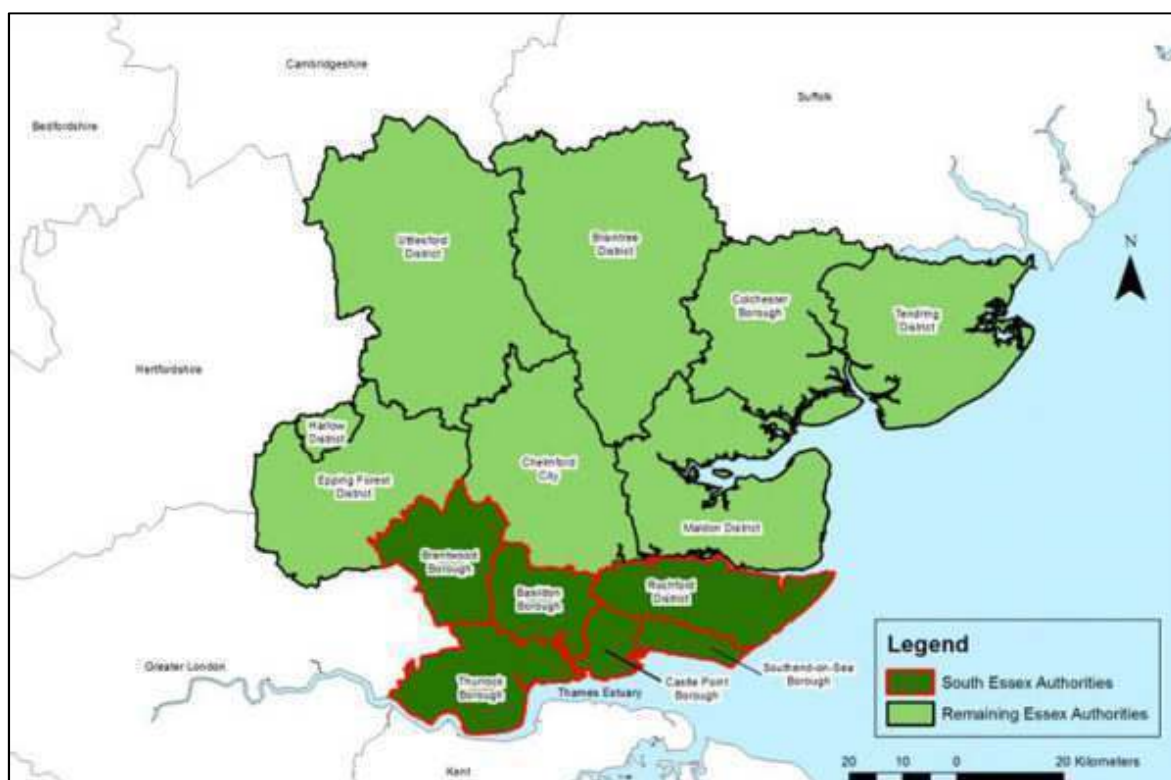 Cambridgeshire
Suffolk
Bedfordshire
Uttlesford
District
Braintree
District
N
Colchester
Borough
Tendring
District
Hertfordshire
Harlow
District
Chelmsford
City
Epping Forest
District
Maldon District
Brentwood
Borough
Basildon
Borough
Rochford
District
Legend
Greater London
Southend-on-Sea
Borough
Castle Point
Borough
South Essex Authorities
Thurrock
Borough
Thames Estuary
Remaining Essex Authorities
Kent
20 10 0 20 Kilometers